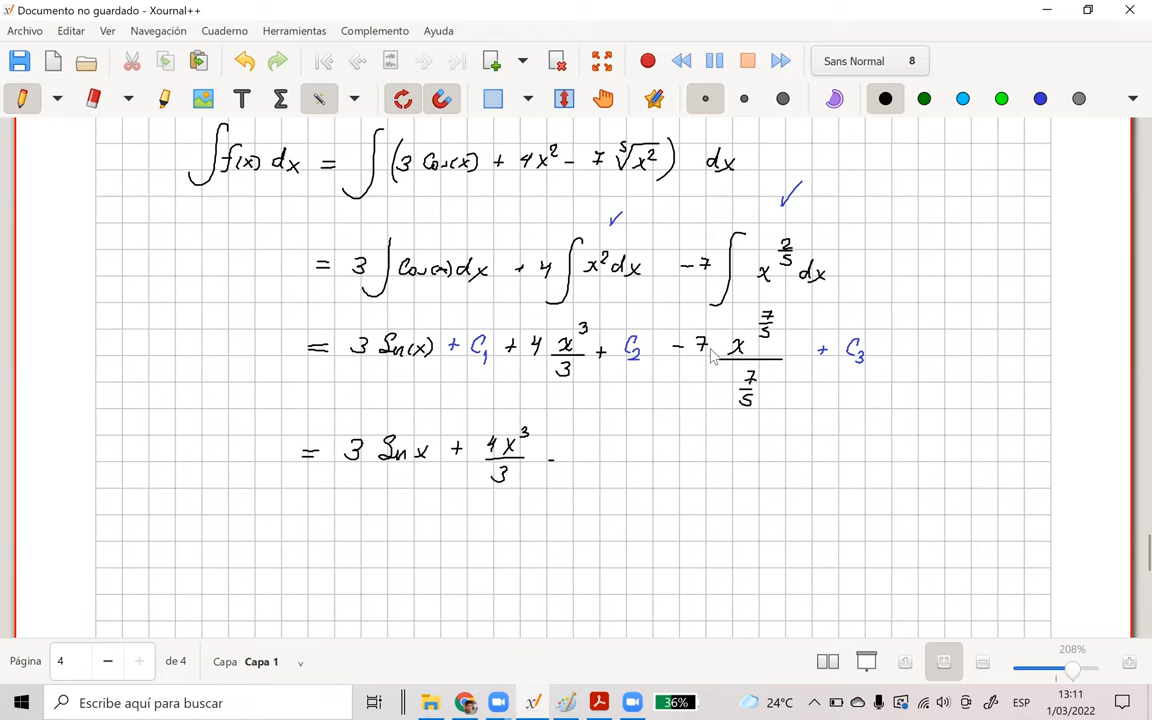 Documento no guardado - Xournal++
Archivo Editar Ver Navegación Cuaderno Herramientas Complemento Ayuda
Sans Normal 8
∫ f(x) dx = ∫ (3 Cos(x) + 4x² - 7 ⁵√x²) dx
= 3 ∫ Cos(x) dx + 4 ∫ x² dx - 7 ∫ x^(2/5) dx
= 3 Sen(x) + C₁ + 4 x³/3 + C₂ - 7 x^(7/5)/(7/5) + C₃
= 3 Sen x + 4x³/3 -
Página 4 de 4 Capa Capa 1 208%
Escribe aquí para buscar 36% 24°C ESP 13:11
1/03/2022